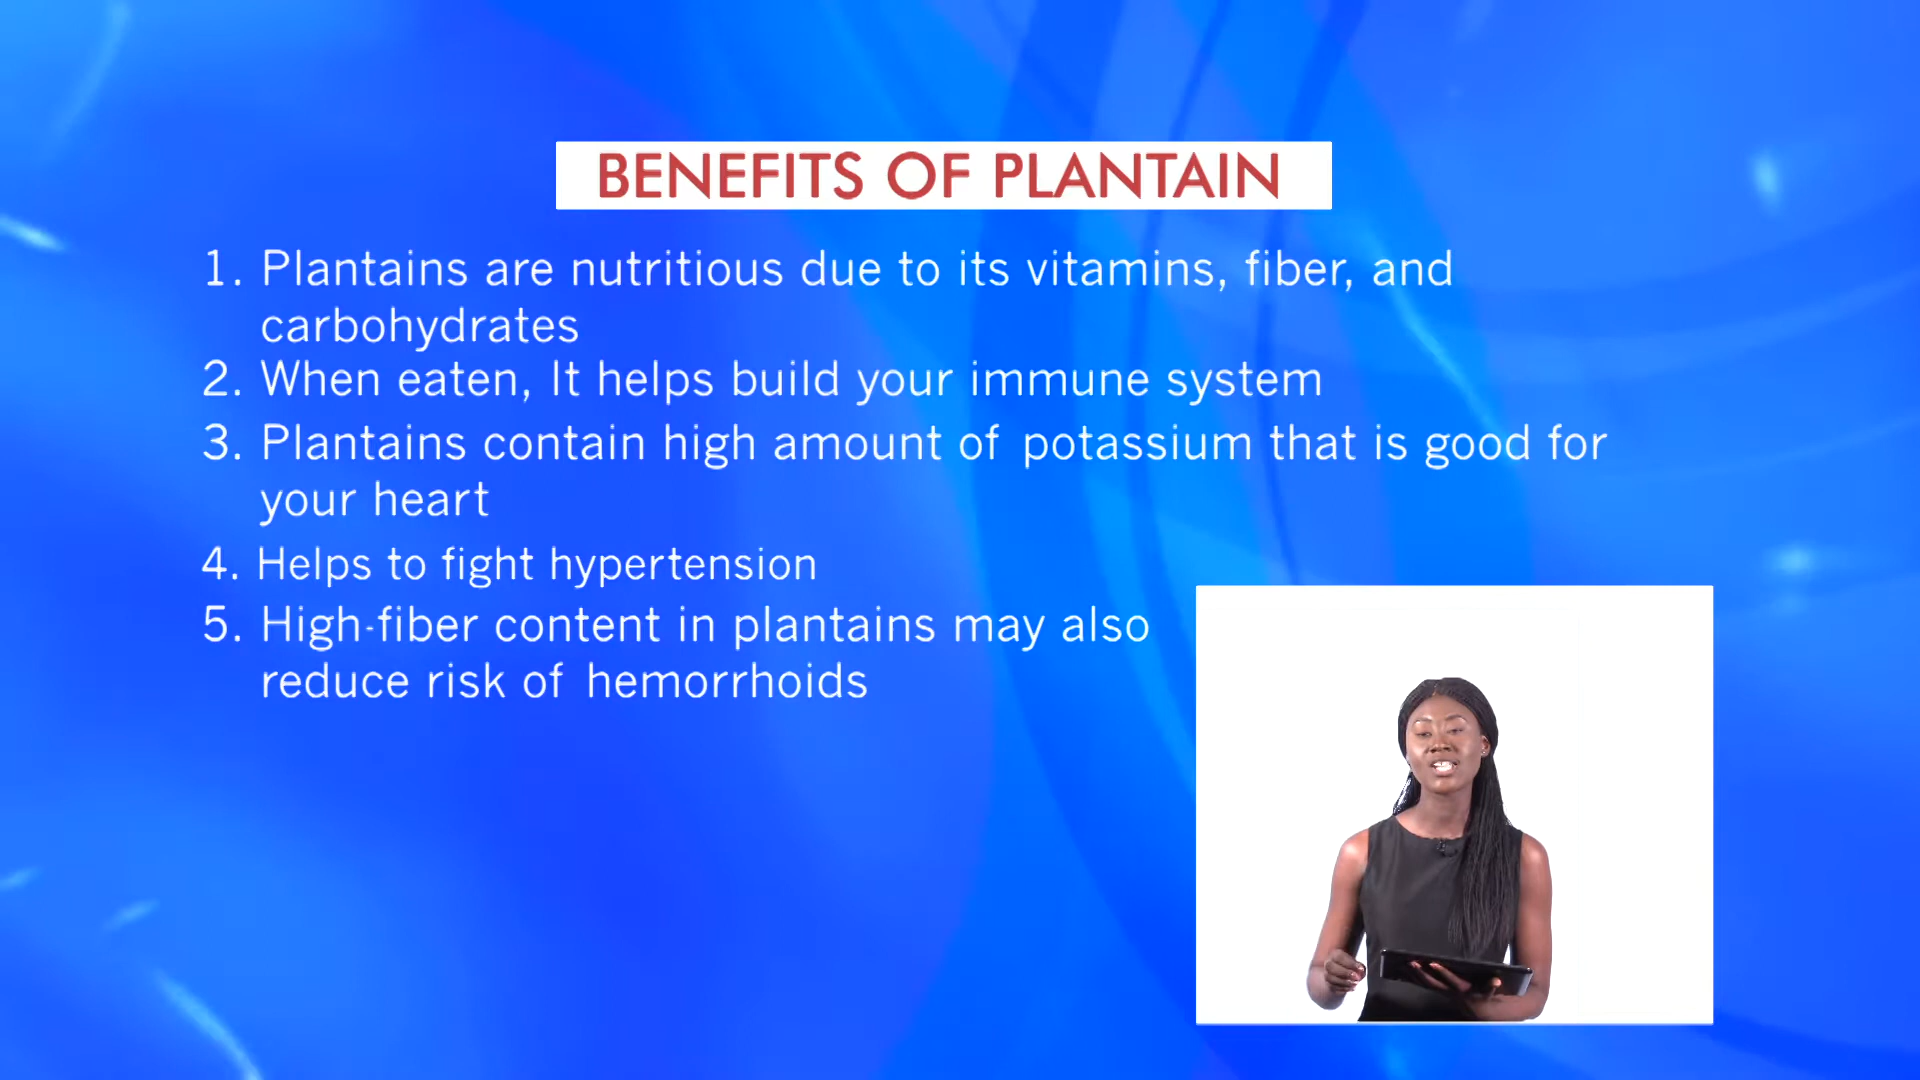 BENEFITS OF PLANTAIN
1. Plantains are nutritious due to its vitamins, fiber, and
carbohydrates
2. When eaten, It helps build your immune system
3. Plantains contain high amount of potassium that is good for
your heart
4. Helps to fight hypertension
5. High-fiber content in plantains may also
reduce risk of hemorrhoids